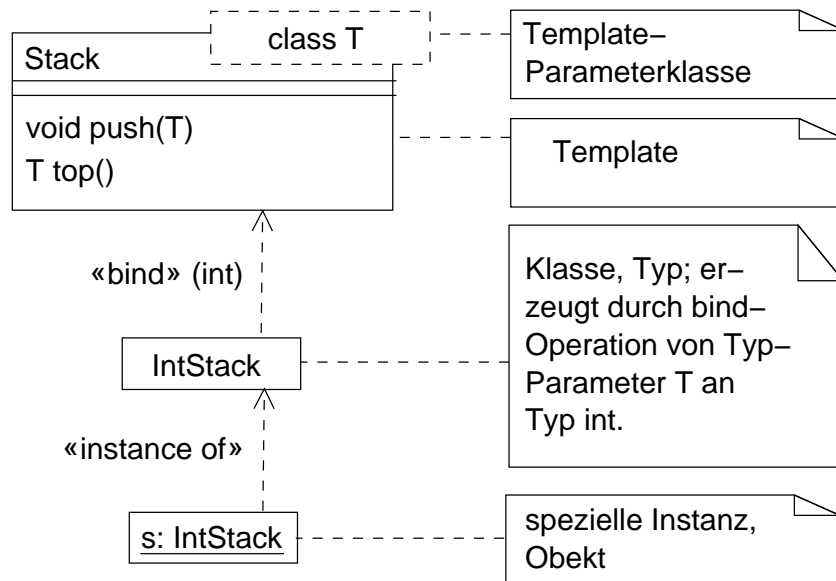 class T
Stack
void push(T)
T top()
«bind» (int)
IntStack
«instance of»
s: IntStack
Template–
Parameterklasse
Template
Klasse, Typ; er–
zeugt durch bind–
Operation von Typ–
Parameter T an
Typ int.
spezielle Instanz,
Obekt